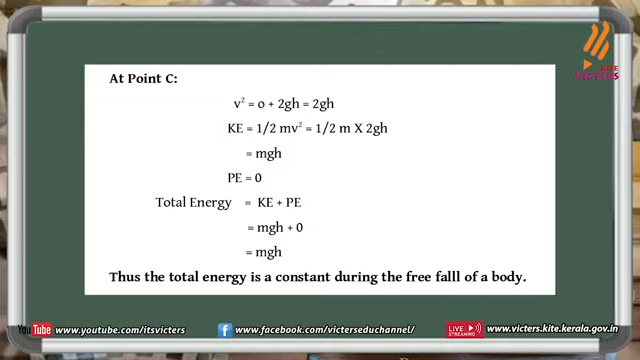 KITE
VICTERS
At Point C:
v² = o + 2gh = 2gh
KE = 1/2 mv² = 1/2 m X 2gh
= mgh
PE = 0
Total Energy = KE + PE
= mgh + 0
= mgh
Thus the total energy is a constant during the free falll of a body.
YouTube www.youtube.com/itsvicters f www.facebook.com/victerseduchannel/ LIVE STREAMING www.victers.kite.kerala.gov.in